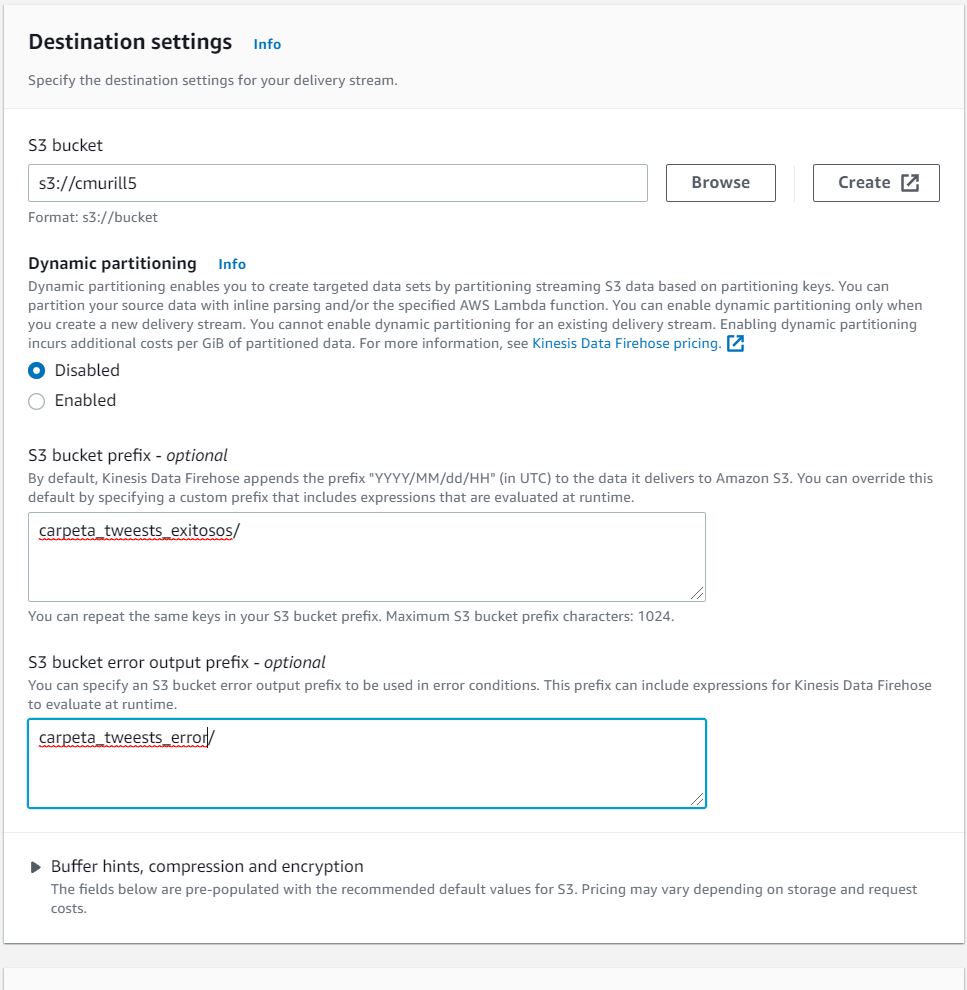 Destination settings Info
Specify the destination settings for your delivery stream.
S3 bucket
s3://cmurill5
Browse
Create
Format: s3://bucket
Dynamic partitioning Info
Dynamic partitioning enables you to create targeted data sets by partitioning streaming S3 data based on partitioning keys. You can
partition your source data with inline parsing and/or the specified AWS Lambda function. You can enable dynamic partitioning only when
you create a new delivery stream. You cannot enable dynamic partitioning for an existing delivery stream. Enabling dynamic partitioning
incurs additional costs per GiB of partitioned data. For more information, see Kinesis Data Firehose pricing.
Disabled
Enabled
S3 bucket prefix - optional
By default, Kinesis Data Firehose appends the prefix "YYYY/MM/dd/HH" (in UTC) to the data it delivers to Amazon S3. You can override this
default by specifying a custom prefix that includes expressions that are evaluated at runtime.
carpeta_tweests_exitosos/
You can repeat the same keys in your S3 bucket prefix. Maximum S3 bucket prefix characters: 1024.
S3 bucket error output prefix - optional
You can specify an S3 bucket error output prefix to be used in error conditions. This prefix can include expressions for Kinesis Data Firehose
to evaluate at runtime.
carpeta_tweests_error/
Buffer hints, compression and encryption
The fields below are pre-populated with the recommended default values for S3. Pricing may vary depending on storage and request
costs.